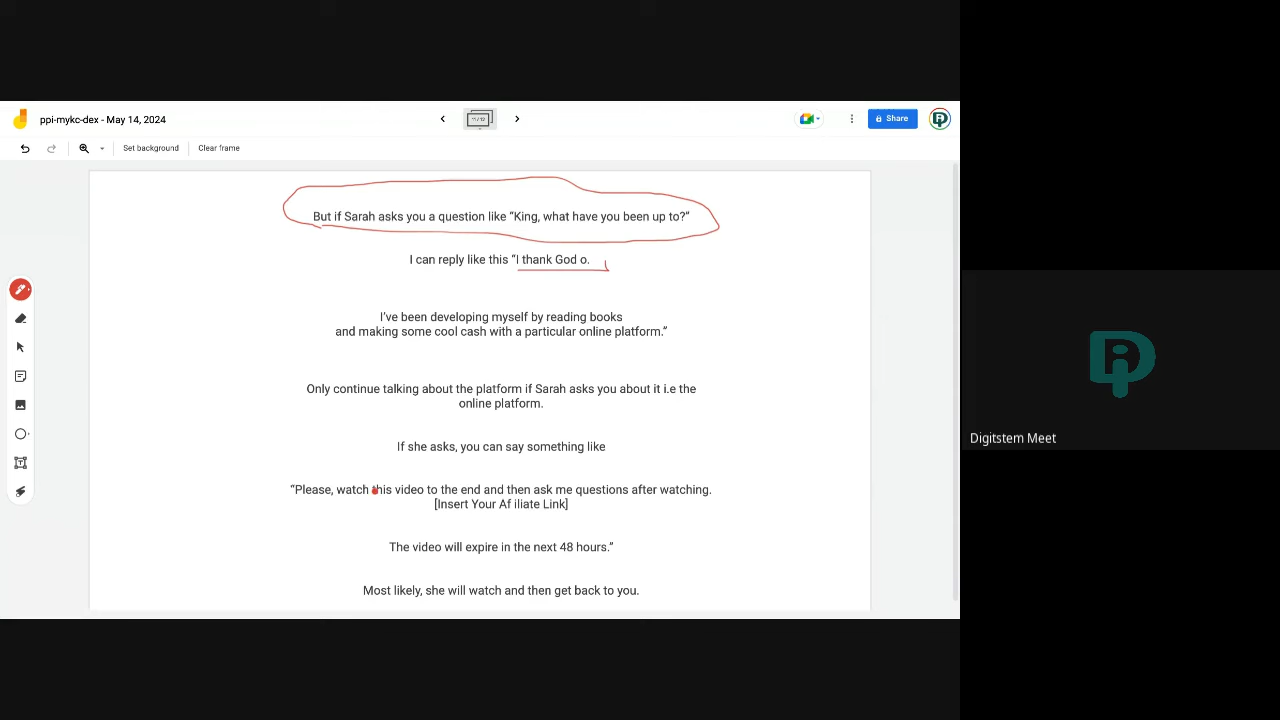 ppi-mykc-dex - May 14, 2024
11 / 12
Share
Set background
Clear frame
But if Sarah asks you a question like “King, what have you been up to?”
I can reply like this “I thank God o.
I’ve been developing myself by reading books
and making some cool cash with a particular online platform.”
Only continue talking about the platform if Sarah asks you about it i.e the
online platform.
If she asks, you can say something like
“Please, watch this video to the end and then ask me questions after watching.
[Insert Your Af iliate Link]
The video will expire in the next 48 hours.”
Most likely, she will watch and then get back to you.
Digitstem Meet